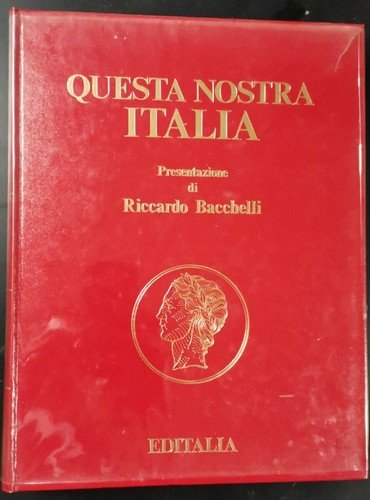 QUESTA NOSTRA
ITALIA
Presentazione
di
Riccardo Bacchelli
EDITALIA